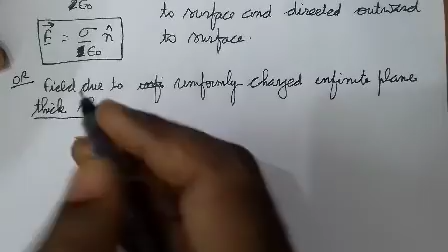 ε₀ to surface and directed outward
E⃗ = σ/ε₀ n̂ to surface.
OR Field due to uniformly charged infinite plane
thick